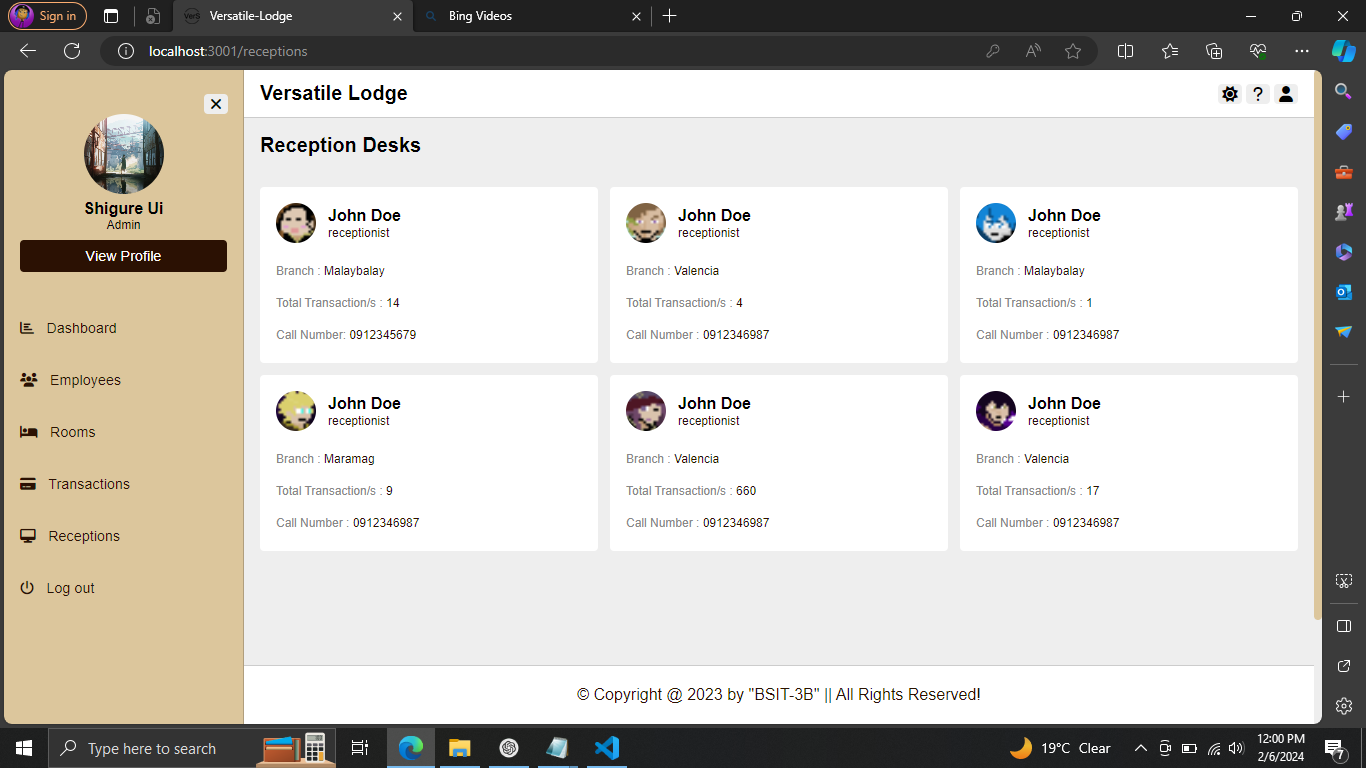 Sign in
Versatile-Lodge
Bing Videos
localhost:3001/receptions
Shigure Ui
Admin
View Profile
Dashboard
Employees
Rooms
Transactions
Receptions
Log out
Versatile Lodge
?
Reception Desks
John Doe
receptionist
Branch : Malaybalay
Total Transaction/s : 14
Call Number: 0912345679
John Doe
receptionist
Branch : Valencia
Total Transaction/s : 4
Call Number : 0912346987
John Doe
receptionist
Branch : Malaybalay
Total Transaction/s : 1
Call Number : 0912346987
John Doe
receptionist
Branch : Maramag
Total Transaction/s : 9
Call Number : 0912346987
John Doe
receptionist
Branch : Valencia
Total Transaction/s : 660
Call Number : 0912346987
John Doe
receptionist
Branch : Valencia
Total Transaction/s : 17
Call Number : 0912346987
© Copyright @ 2023 by "BSIT-3B" || All Rights Reserved!
Type here to search
19°C Clear
12:00 PM
2/6/2024
7